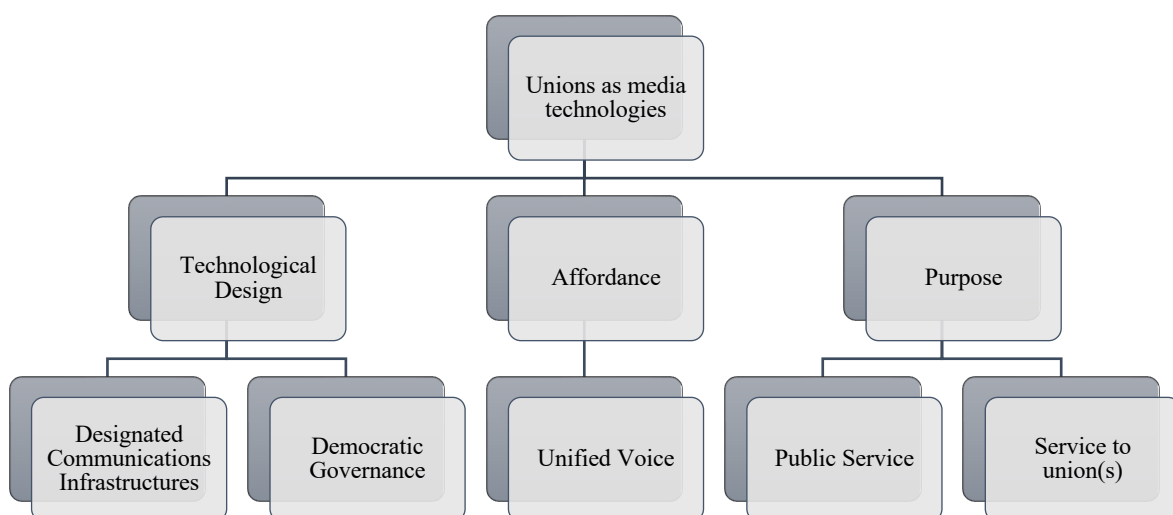 Unions as media
technologies
Technological
Design
Affordance
Purpose
Designated
Communications
Infrastructures
Democratic
Governance
Unified Voice
Public Service
Service to
union(s)